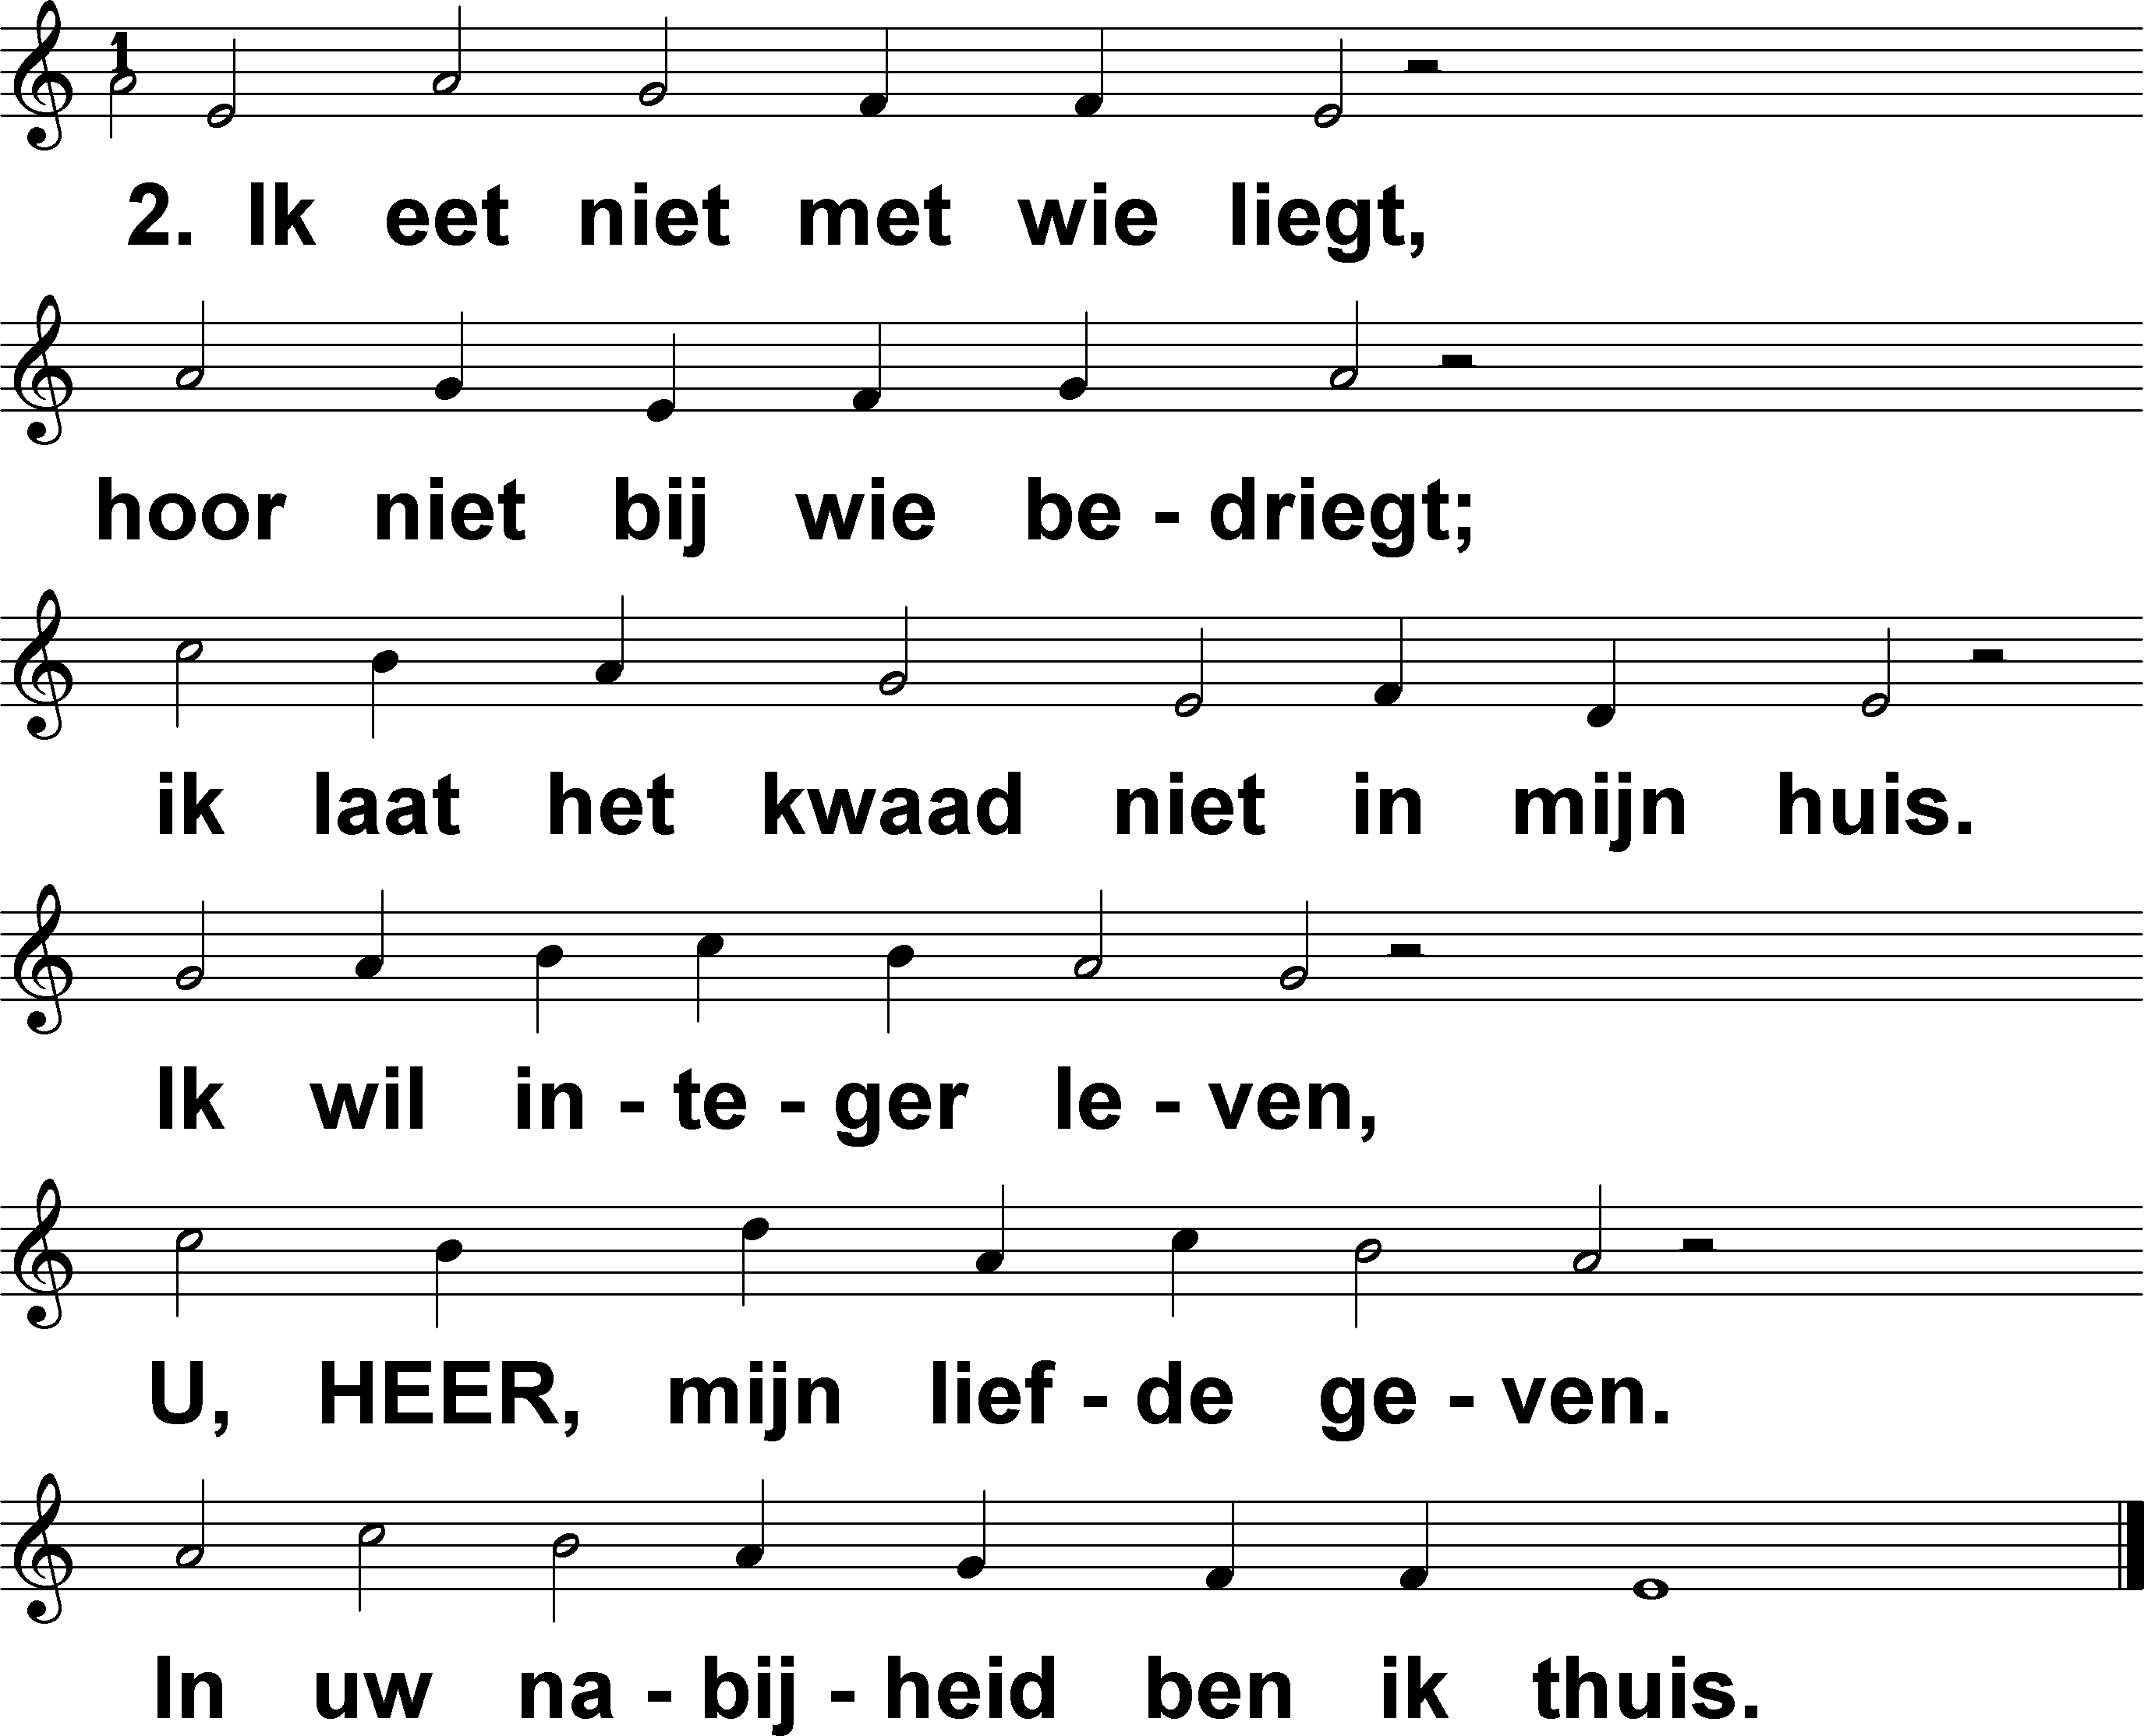 1
2. Ik eet niet met wie liegt,
hoor niet bij wie be - driegt;
ik laat het kwaad niet in mijn huis.
Ik wil in - te - ger le - ven,
U, HEER, mijn lief - de ge - ven.
In uw na - bij - heid ben ik thuis.